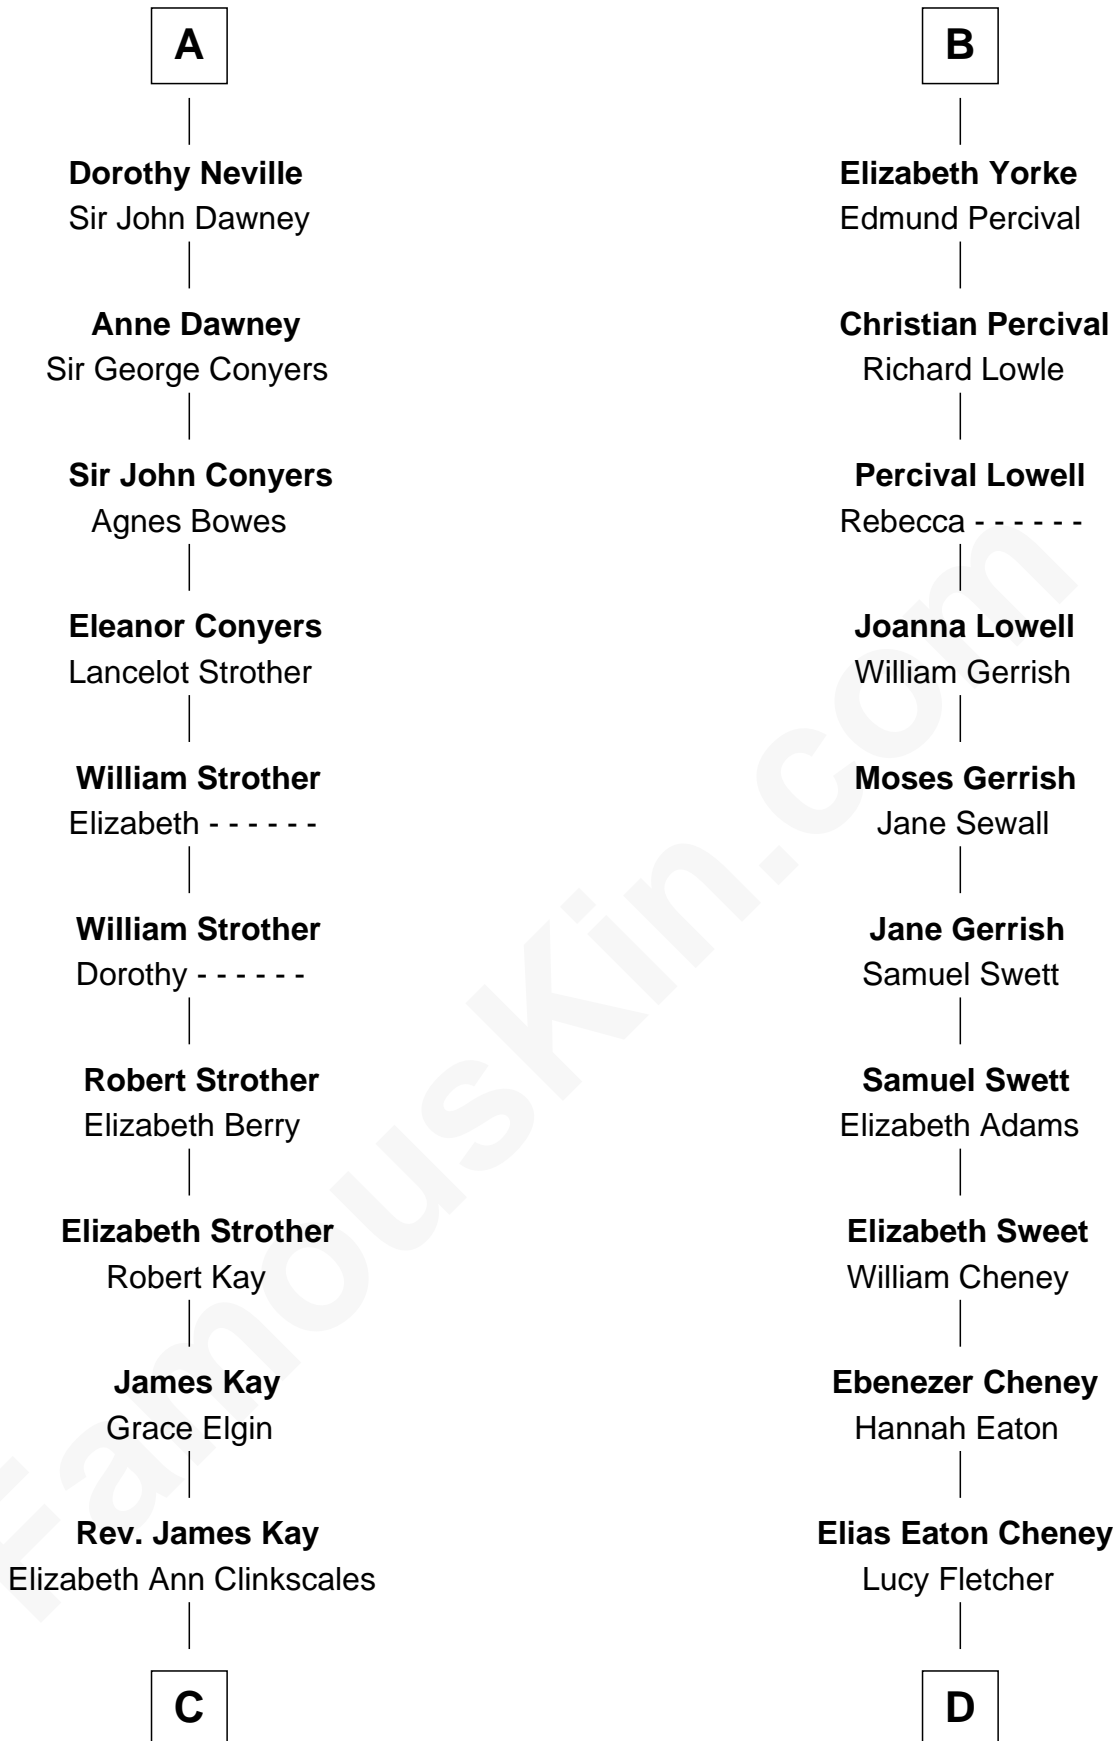 A
Dorothy Neville
Sir John Dawney
Anne Dawney
Sir George Conyers
Sir John Conyers
Agnes Bowes
Eleanor Conyers
Lancelot Strother
William Strother
Elizabeth - - - - - -
William Strother
Dorothy - - - - - -
Robert Strother
Elizabeth Berry
Elizabeth Strother
Robert Kay
James Kay
Grace Elgin
Rev. James Kay
Elizabeth Ann Clinkscales
C
B
Elizabeth Yorke
Edmund Percival
Christian Percival
Richard Lowle
Percival Lowell
Rebecca - - - - - -
Joanna Lowell
William Gerrish
Moses Gerrish
Jane Sewall
Jane Gerrish
Samuel Swett
Samuel Swett
Elizabeth Adams
Elizabeth Sweet
William Cheney
Ebenezer Cheney
Hannah Eaton
Elias Eaton Cheney
Lucy Fletcher
D
FamousKin.com